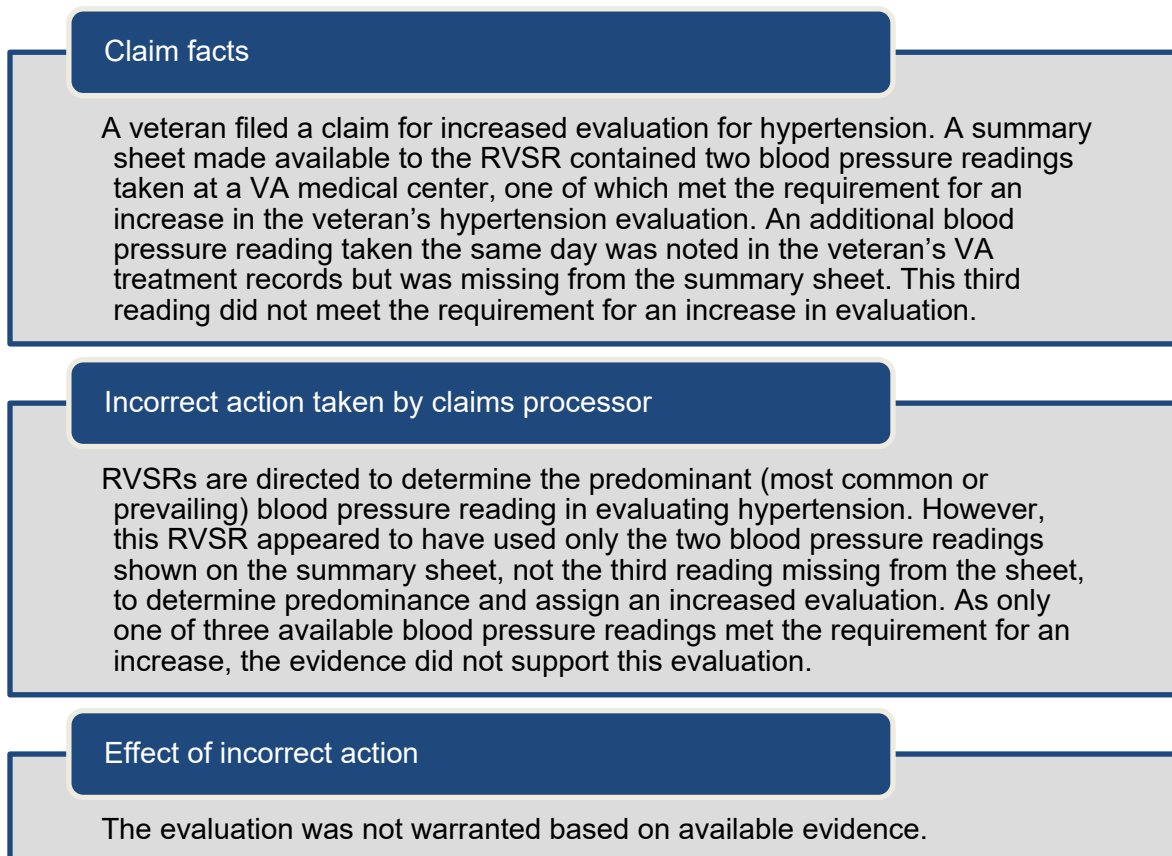 Claim facts
A veteran filed a claim for increased evaluation for hypertension. A summary
sheet made available to the RVSR contained two blood pressure readings
taken at a VA medical center, one of which met the requirement for an
increase in the veteran's hypertension evaluation. An additional blood
pressure reading taken the same day was noted in the veteran's VA
treatment records but was missing from the summary sheet. This third
reading did not meet the requirement for an increase in evaluation.
Incorrect action taken by claims processor
RVSRs are directed to determine the predominant (most common or
prevailing) blood pressure reading in evaluating hypertension. However,
this RVSR appeared to have used only the two blood pressure readings
shown on the summary sheet, not the third reading missing from the sheet,
to determine predominance and assign an increased evaluation. As only
one of three available blood pressure readings met the requirement for an
increase, the evidence did not support this evaluation.
Effect of incorrect action
The evaluation was not warranted based on available evidence.